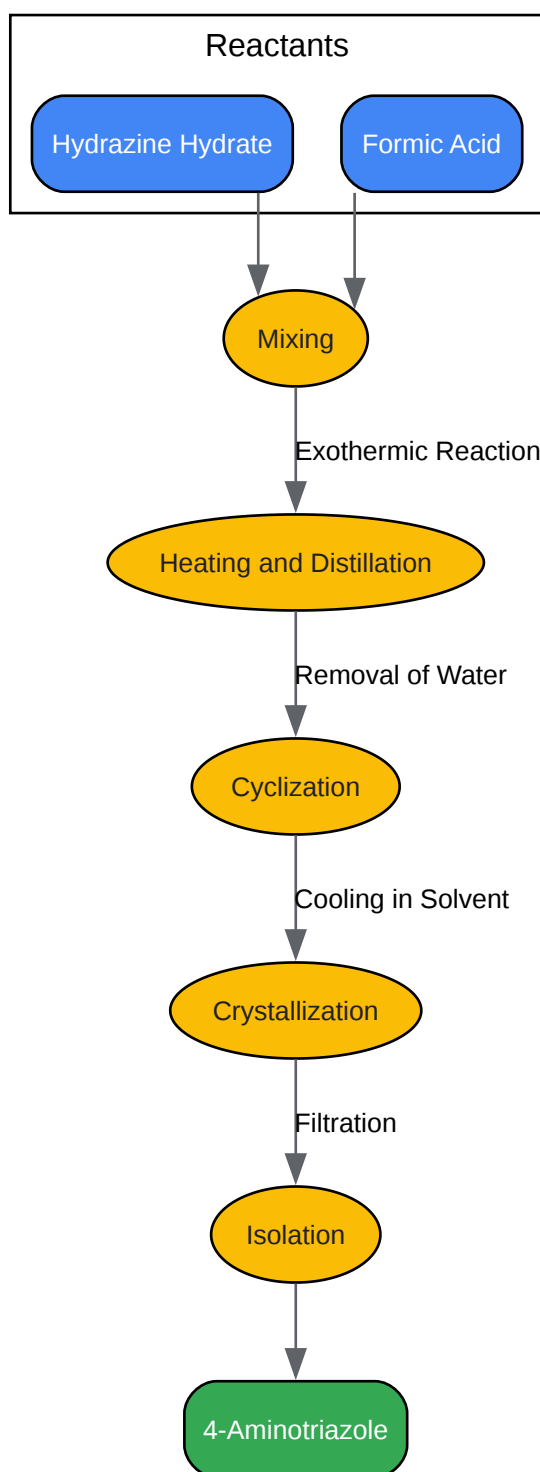 Reactants
Hydrazine Hydrate
Formic Acid
Mixing
Exothermic Reaction
Heating and Distillation
Removal of Water
Cyclization
Cooling in Solvent
Crystallization
Filtration
Isolation
4-Aminotriazole